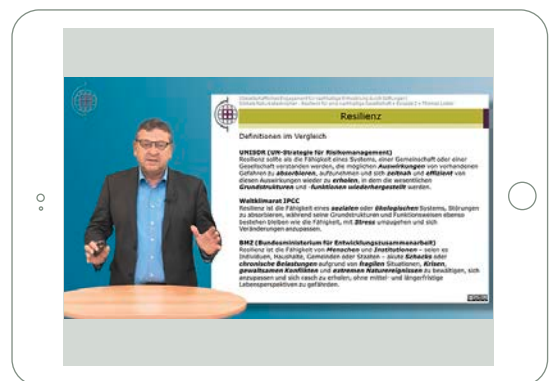 Resilienz
Definitionen im Vergleich
UNISDR (UN-Strategie für Risikomanagement)
Resilienz sollte als die Fähigkeit eines Systems, einer Gemeinschaft oder einer
Gesellschaft verstanden werden, die möglichen Auswirkungen von vorhandenen
Gefahren zu absorbieren, aufzunehmen und sich zeitnah und effizient von
diesen Auswirkungen wieder zu erholen, in dem die wesentlichen
Grundstrukturen und -funktionen wiederhergestellt werden.
Weltklimarat IPCC
Resilienz ist die Fähigkeit eines sozialen oder ökologischen Systems, Störungen
zu absorbieren, während seine Grundstrukturen und Funktionsweisen ebenso
bestehen bleiben wie die Fähigkeit, mit Stress umzugehen und sich
Veränderungen anzupassen.
BMZ (Bundesministerium für Entwicklungszusammenarbeit)
Resilienz ist die Fähigkeit von Menschen und Institutionen – seien es
Individuen, Haushalte, Gemeinden oder Staaten – akute Schocks oder
chronische Belastungen aufgrund von fragilen Situationen, Krisen,
gewaltsamen Konflikten und extremen Naturereignissen zu bewältigen, sich
anzupassen und sich rasch zu erholen, ohne mittel- und längerfristige
Lebensperspektiven zu gefährden.